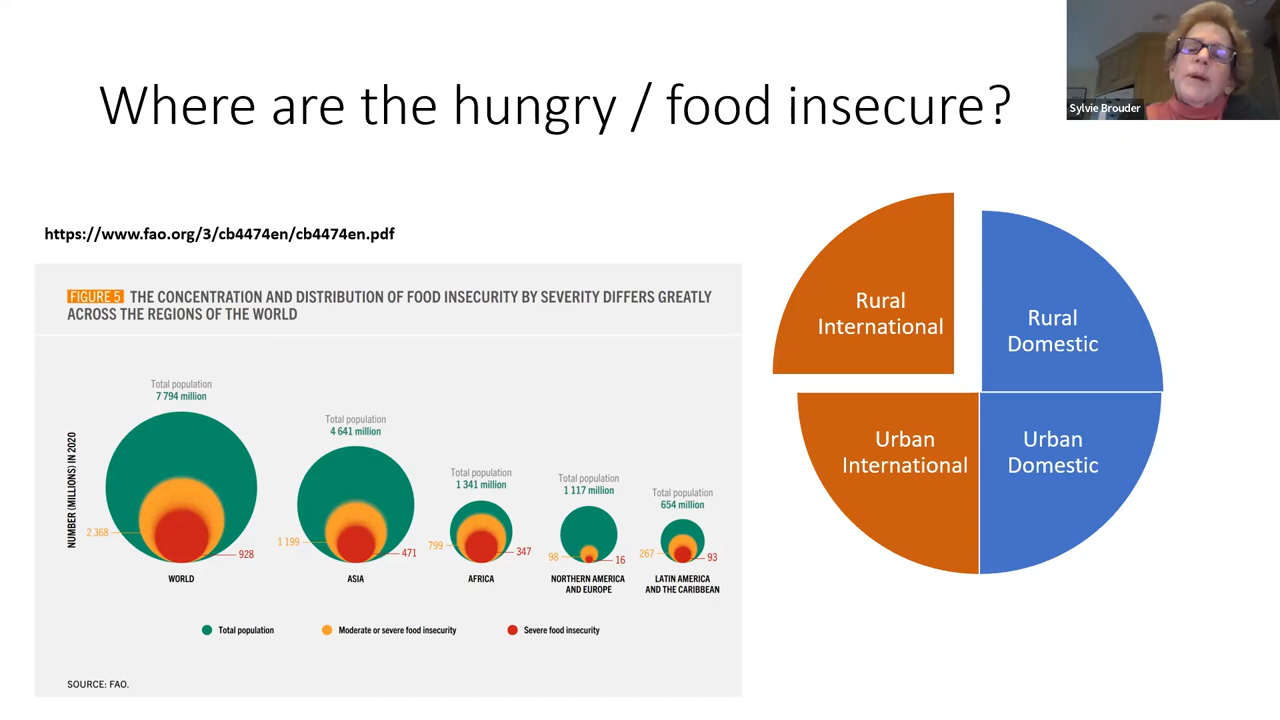 Where are the hungry / food insecure?
Sylvie Brouder
https://www.fao.org/3/cb4474en/cb4474en.pdf
FIGURE 5 THE CONCENTRATION AND DISTRIBUTION OF FOOD INSECURITY BY SEVERITY DIFFERS GREATLY
ACROSS THE REGIONS OF THE WORLD
NUMBER (MILLIONS) IN 2020
Total population
7 794 million
2 368
928
WORLD
Total population
4 641 million
1 199
471
ASIA
Total population
1 341 million
799
347
AFRICA
Total population
1 117 million
98
16
NORTHERN AMERICA
AND EUROPE
Total population
654 million
267
93
LATIN AMERICA
AND THE CARIBBEAN
Total population
Moderate or severe food insecurity
Severe food insecurity
SOURCE: FAO.
Rural
International
Rural
Domestic
Urban
International
Urban
Domestic